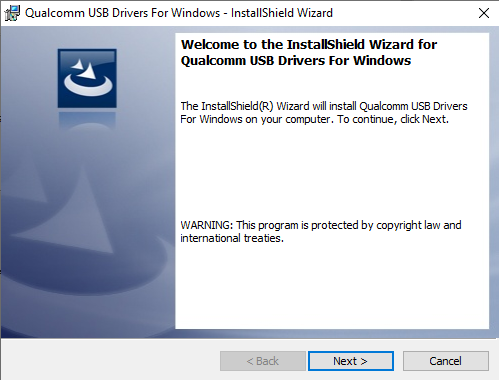 Qualcomm USB Drivers For Windows - InstallShield Wizard
Welcome to the InstallShield Wizard for
Qualcomm USB Drivers For Windows
The InstallShield(R) Wizard will install Qualcomm USB Drivers
For Windows on your computer. To continue, click Next.
WARNING: This program is protected by copyright law and
international treaties.
< Back
Next >
Cancel